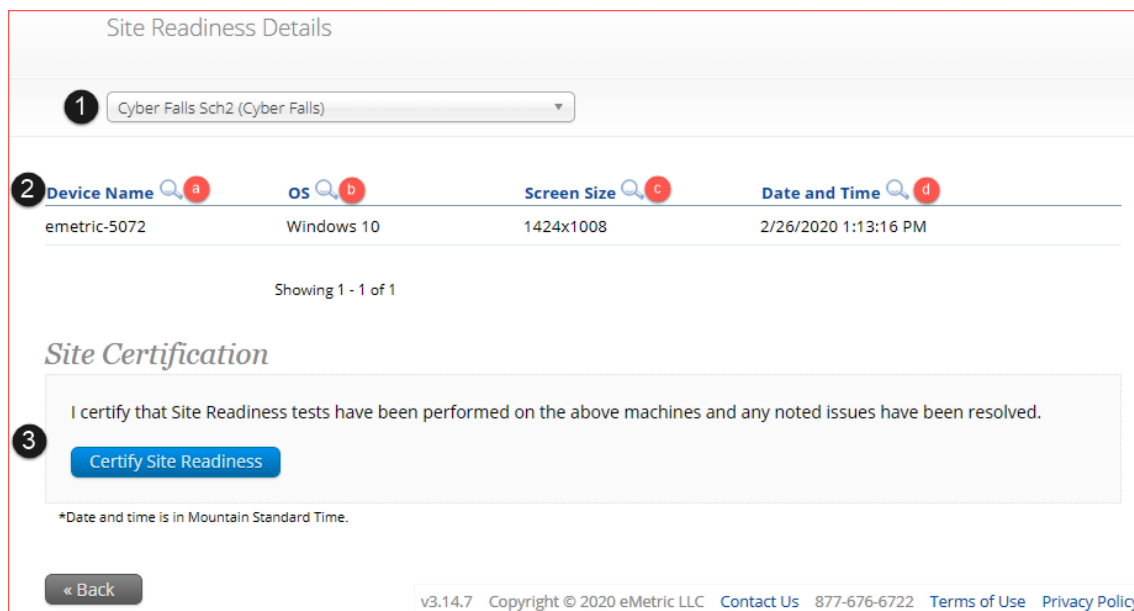 Site Readiness Details
1 Cyber Falls Sch2 (Cyber Falls)
2 Device Name a OS b Screen Size c Date and Time d
emetric-5072 Windows 10 1424x1008 2/26/2020 1:13:16 PM
Showing 1 - 1 of 1
Site Certification
I certify that Site Readiness tests have been performed on the above machines and any noted issues have been resolved.
3 Certify Site Readiness
*Date and time is in Mountain Standard Time.
« Back
v3.14.7 Copyright © 2020 eMetric LLC Contact Us 877-676-6722 Terms of Use Privacy Policy